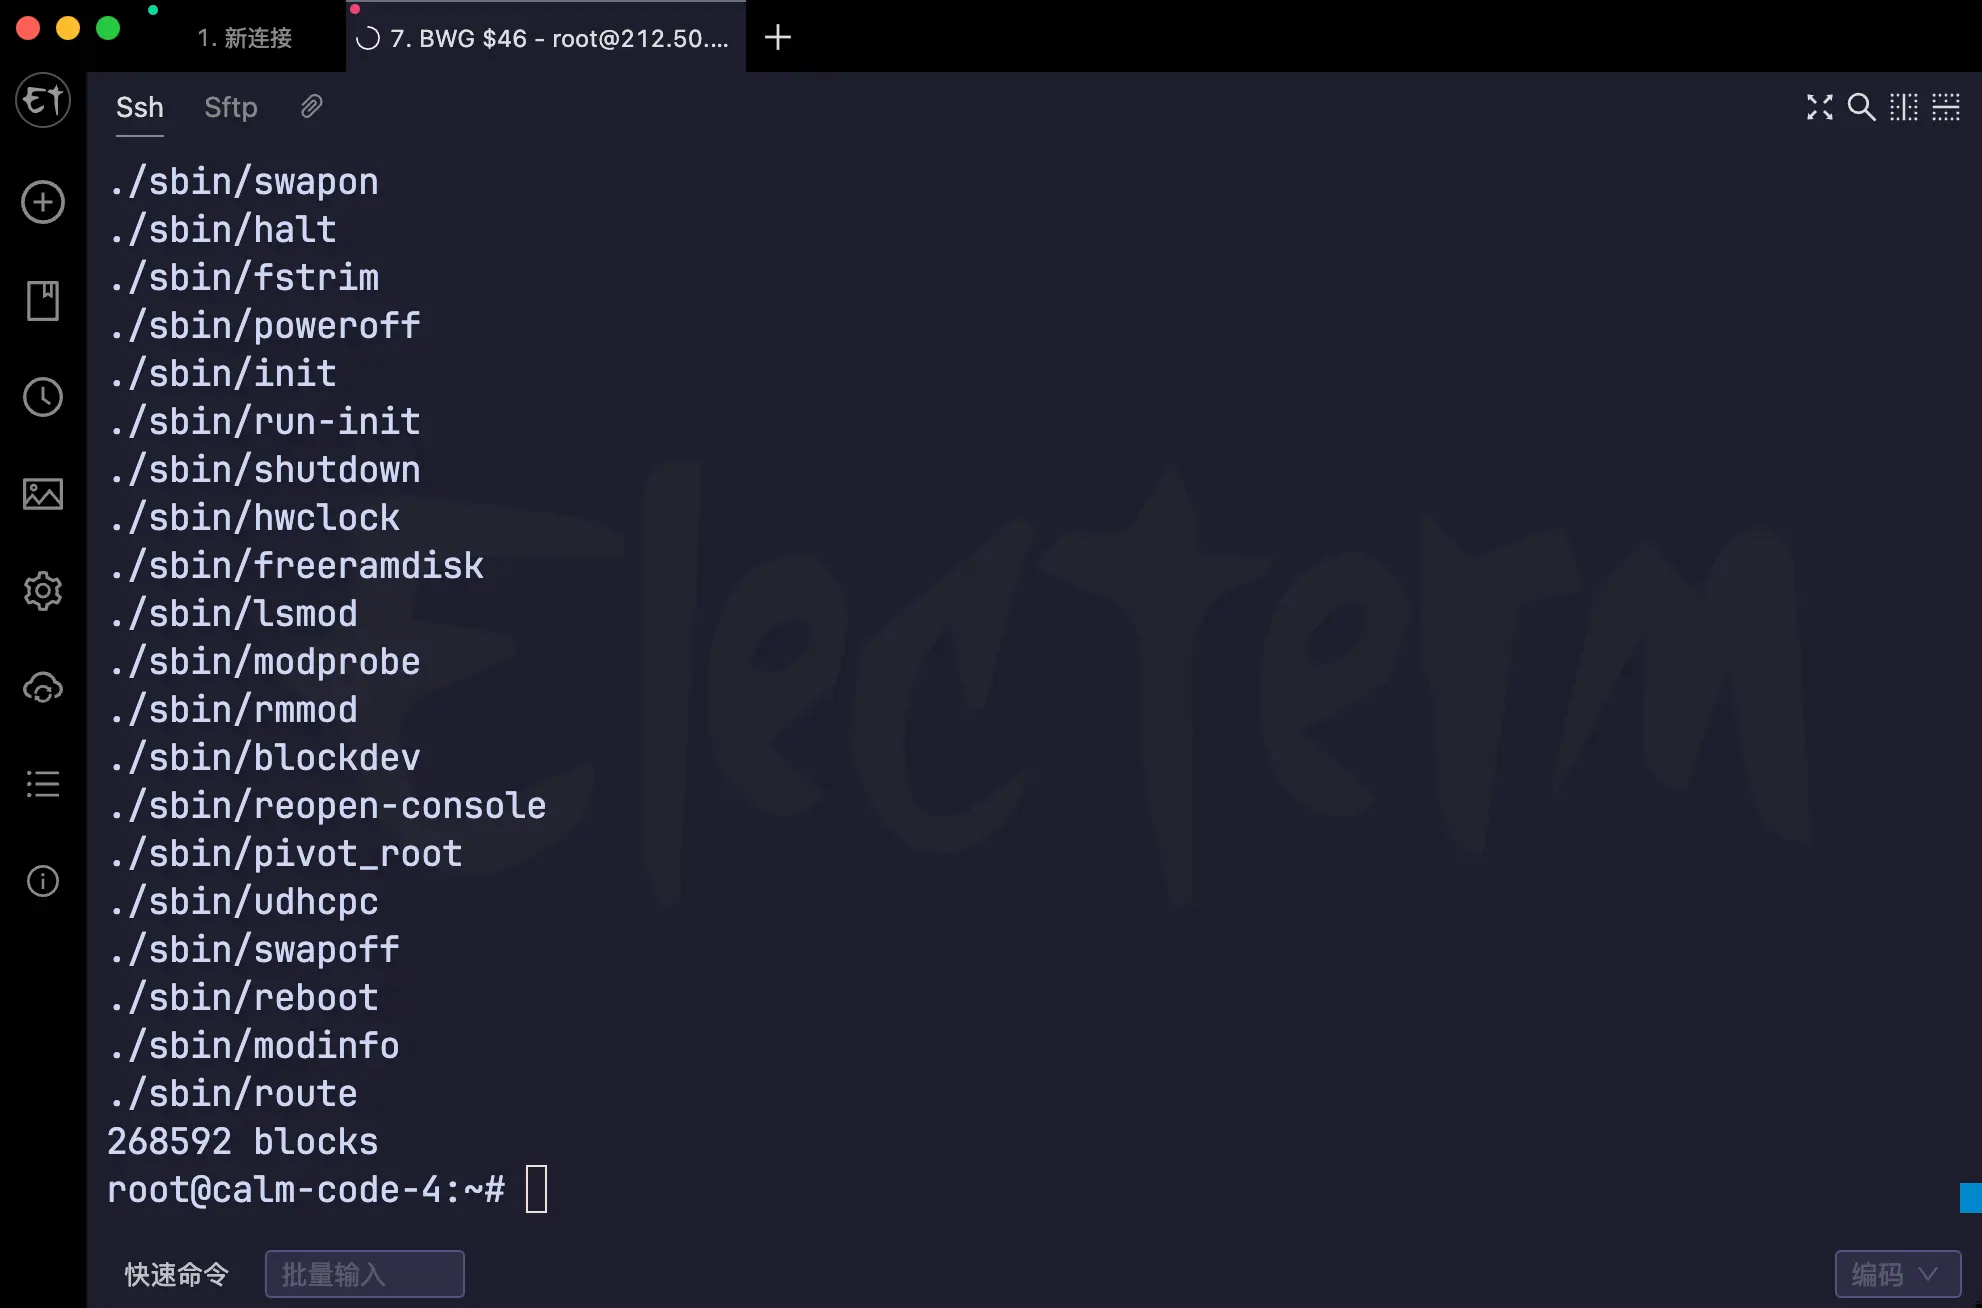 1. 新连接
7. BWG $46 - root@212.50....
Ssh Sftp
./sbin/swapon
./sbin/halt
./sbin/fstrim
./sbin/poweroff
./sbin/init
./sbin/run-init
./sbin/shutdown
./sbin/hwclock
./sbin/freeramdisk
./sbin/lsmod
./sbin/modprobe
./sbin/rmmod
./sbin/blockdev
./sbin/reopen-console
./sbin/pivot_root
./sbin/udhcpc
./sbin/swapoff
./sbin/reboot
./sbin/modinfo
./sbin/route
268592 blocks
root@calm-code-4:~#
Electerm
快速命令 批量输入 编码